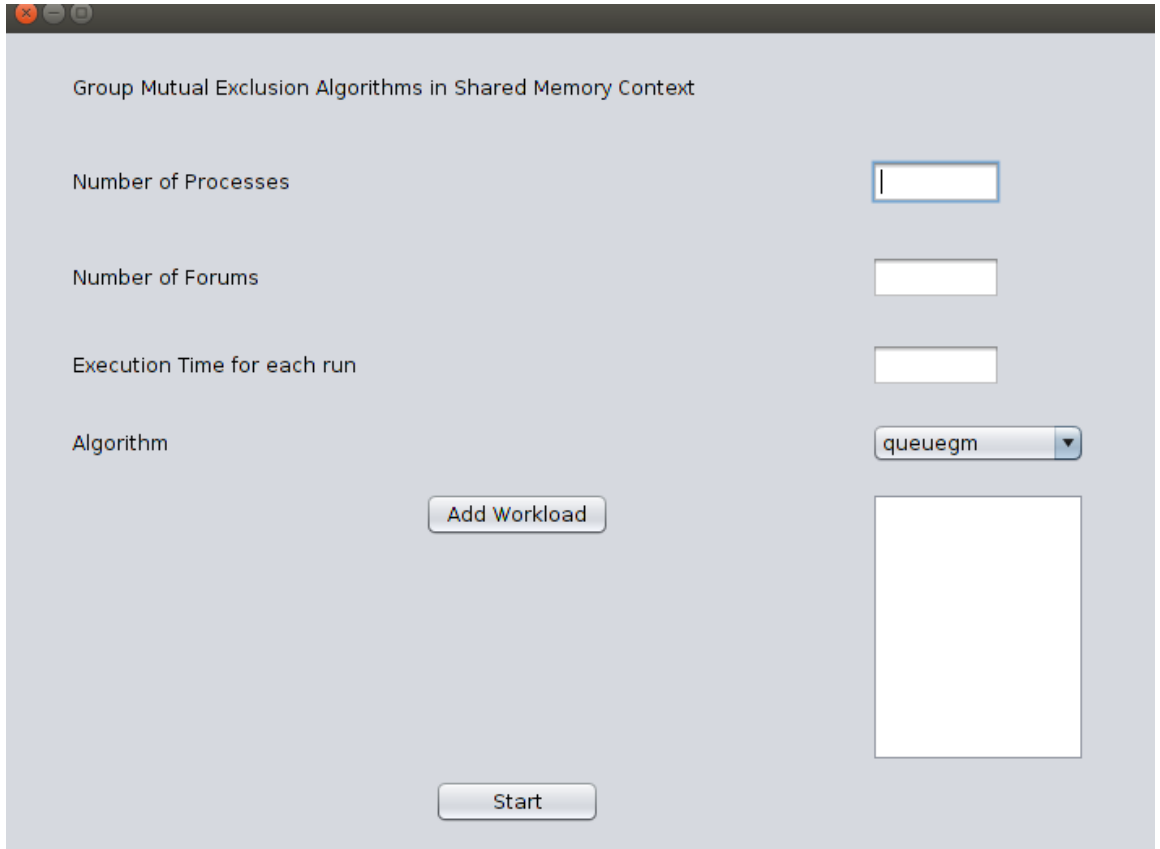 Group Mutual Exclusion Algorithms in Shared Memory Context
Number of Processes
Number of Forums
Execution Time for each run
Algorithm
queuegm
Add Workload
Start